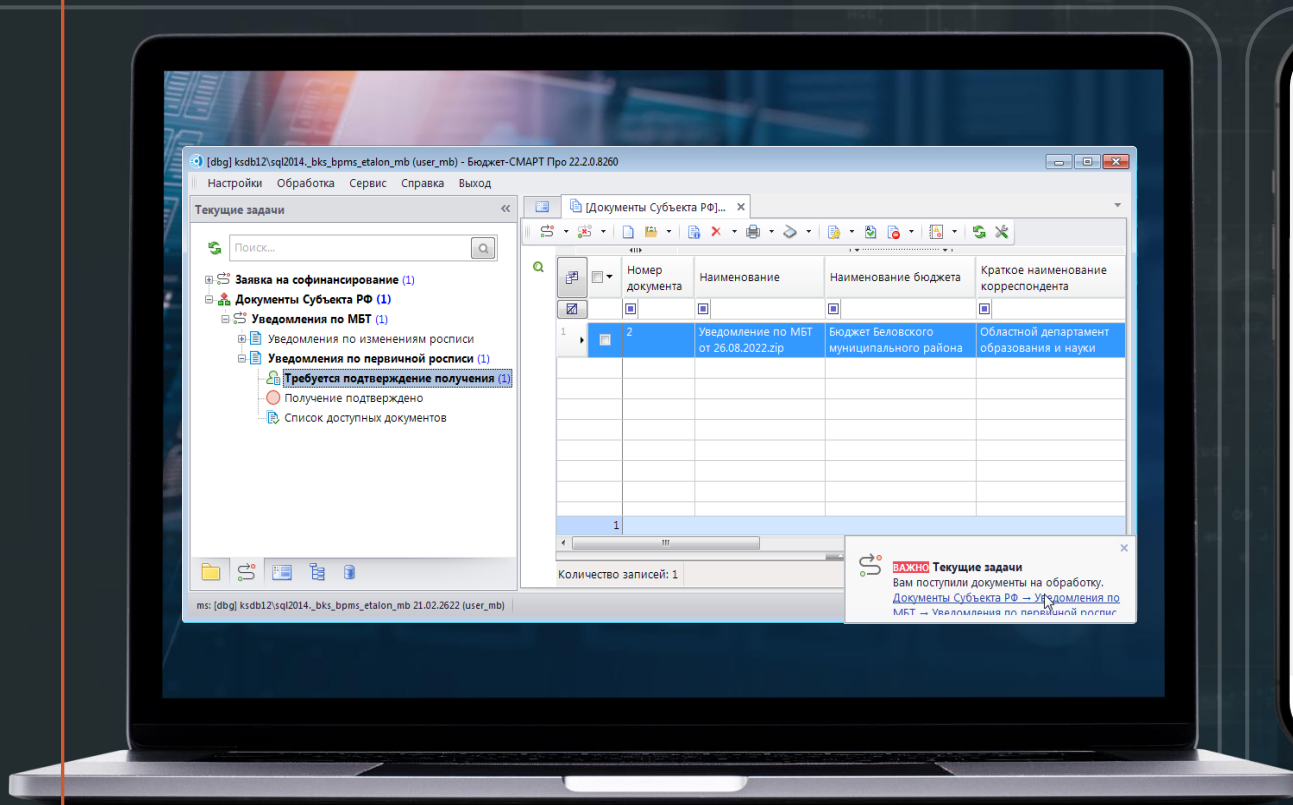 [dbg] ksdb12\sql2014._bks_bpms_etalon_mb (user_mb) - Бюджет-СМАРТ Про 22.2.0.8260
Настройки Обработка Сервис Справка Выход
Текущие задачи
Поиск...
Заявка на софинансирование (1)
Документы Субъекта РФ (1)
Уведомления по МБТ (1)
Уведомления по изменениям росписи
Уведомления по первичной росписи (1)
Требуется подтверждение получения (1)
Получение подтверждено
Список доступных документов
[Документы Субъекта РФ]...
Номер
документа
Наименование
Наименование бюджета
Краткое наименование
корреспондента
1
2
Уведомление по МБТ
от 26.08.2022.zip
Бюджет Беловского
муниципального района
Областной департамент
образования и науки
1
Количество записей: 1
ВАЖНО Текущие задачи
Вам поступили документы на обработку.
Документы Субъекта РФ → Уведомления по
МБТ → Уведомления по первичной роспис
ms: [dbg] ksdb12\sql2014._bks_bpms_etalon_mb 21.02.2622 (user_mb)